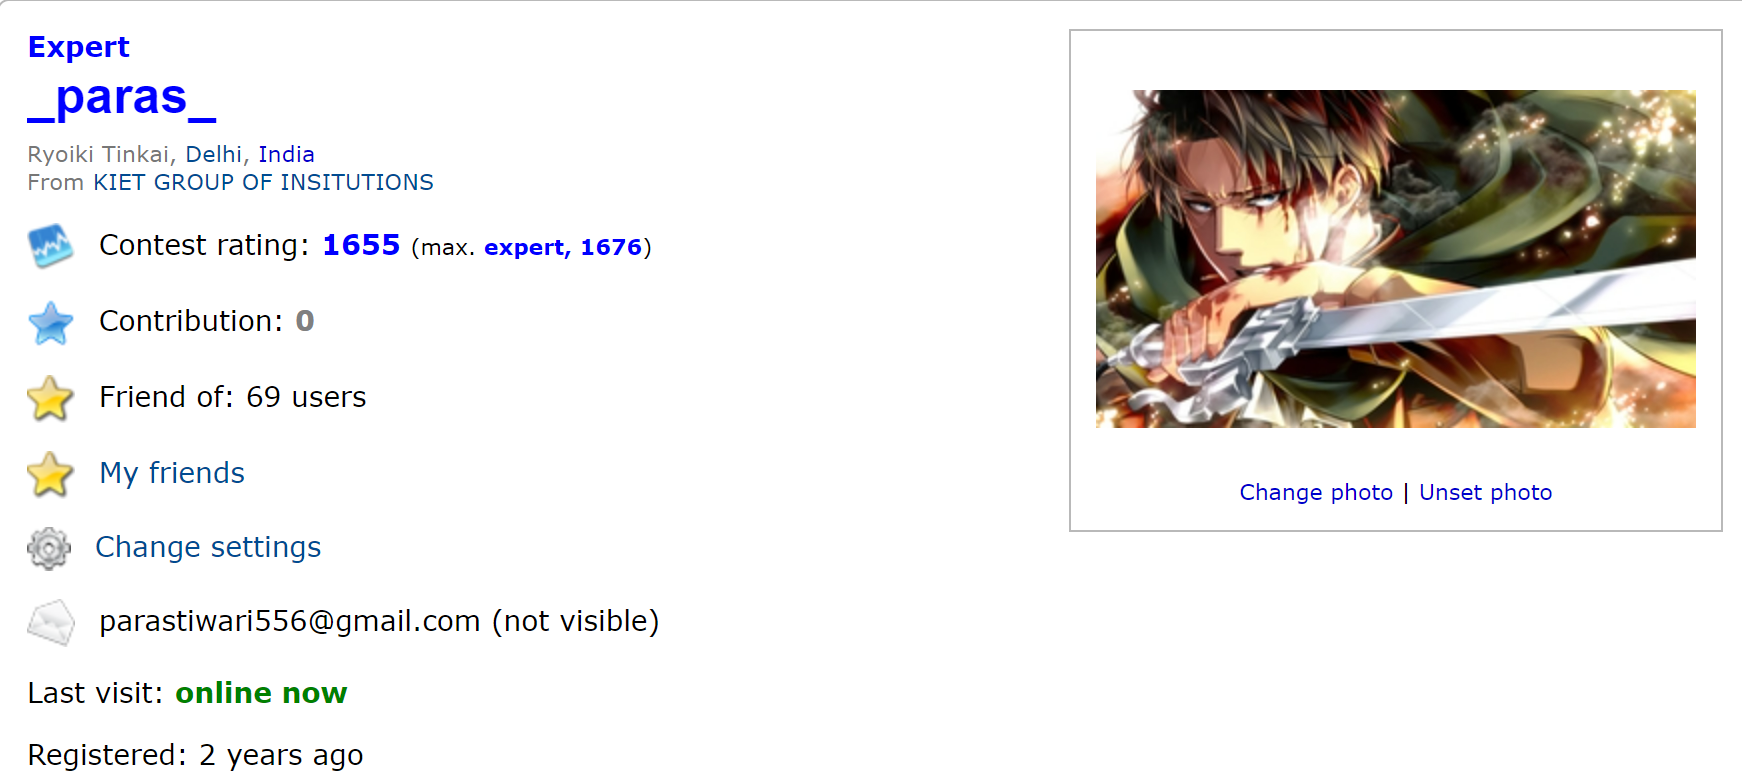 Expert
_paras_
Ryoiki Tinkai, Delhi, India
From KIET GROUP OF INSITUTIONS
Contest rating: 1655 (max. expert, 1676)
Contribution: 0
Friend of: 69 users
My friends
Change settings
parastiwari556@gmail.com (not visible)
Last visit: online now
Registered: 2 years ago
Change photo | Unset photo